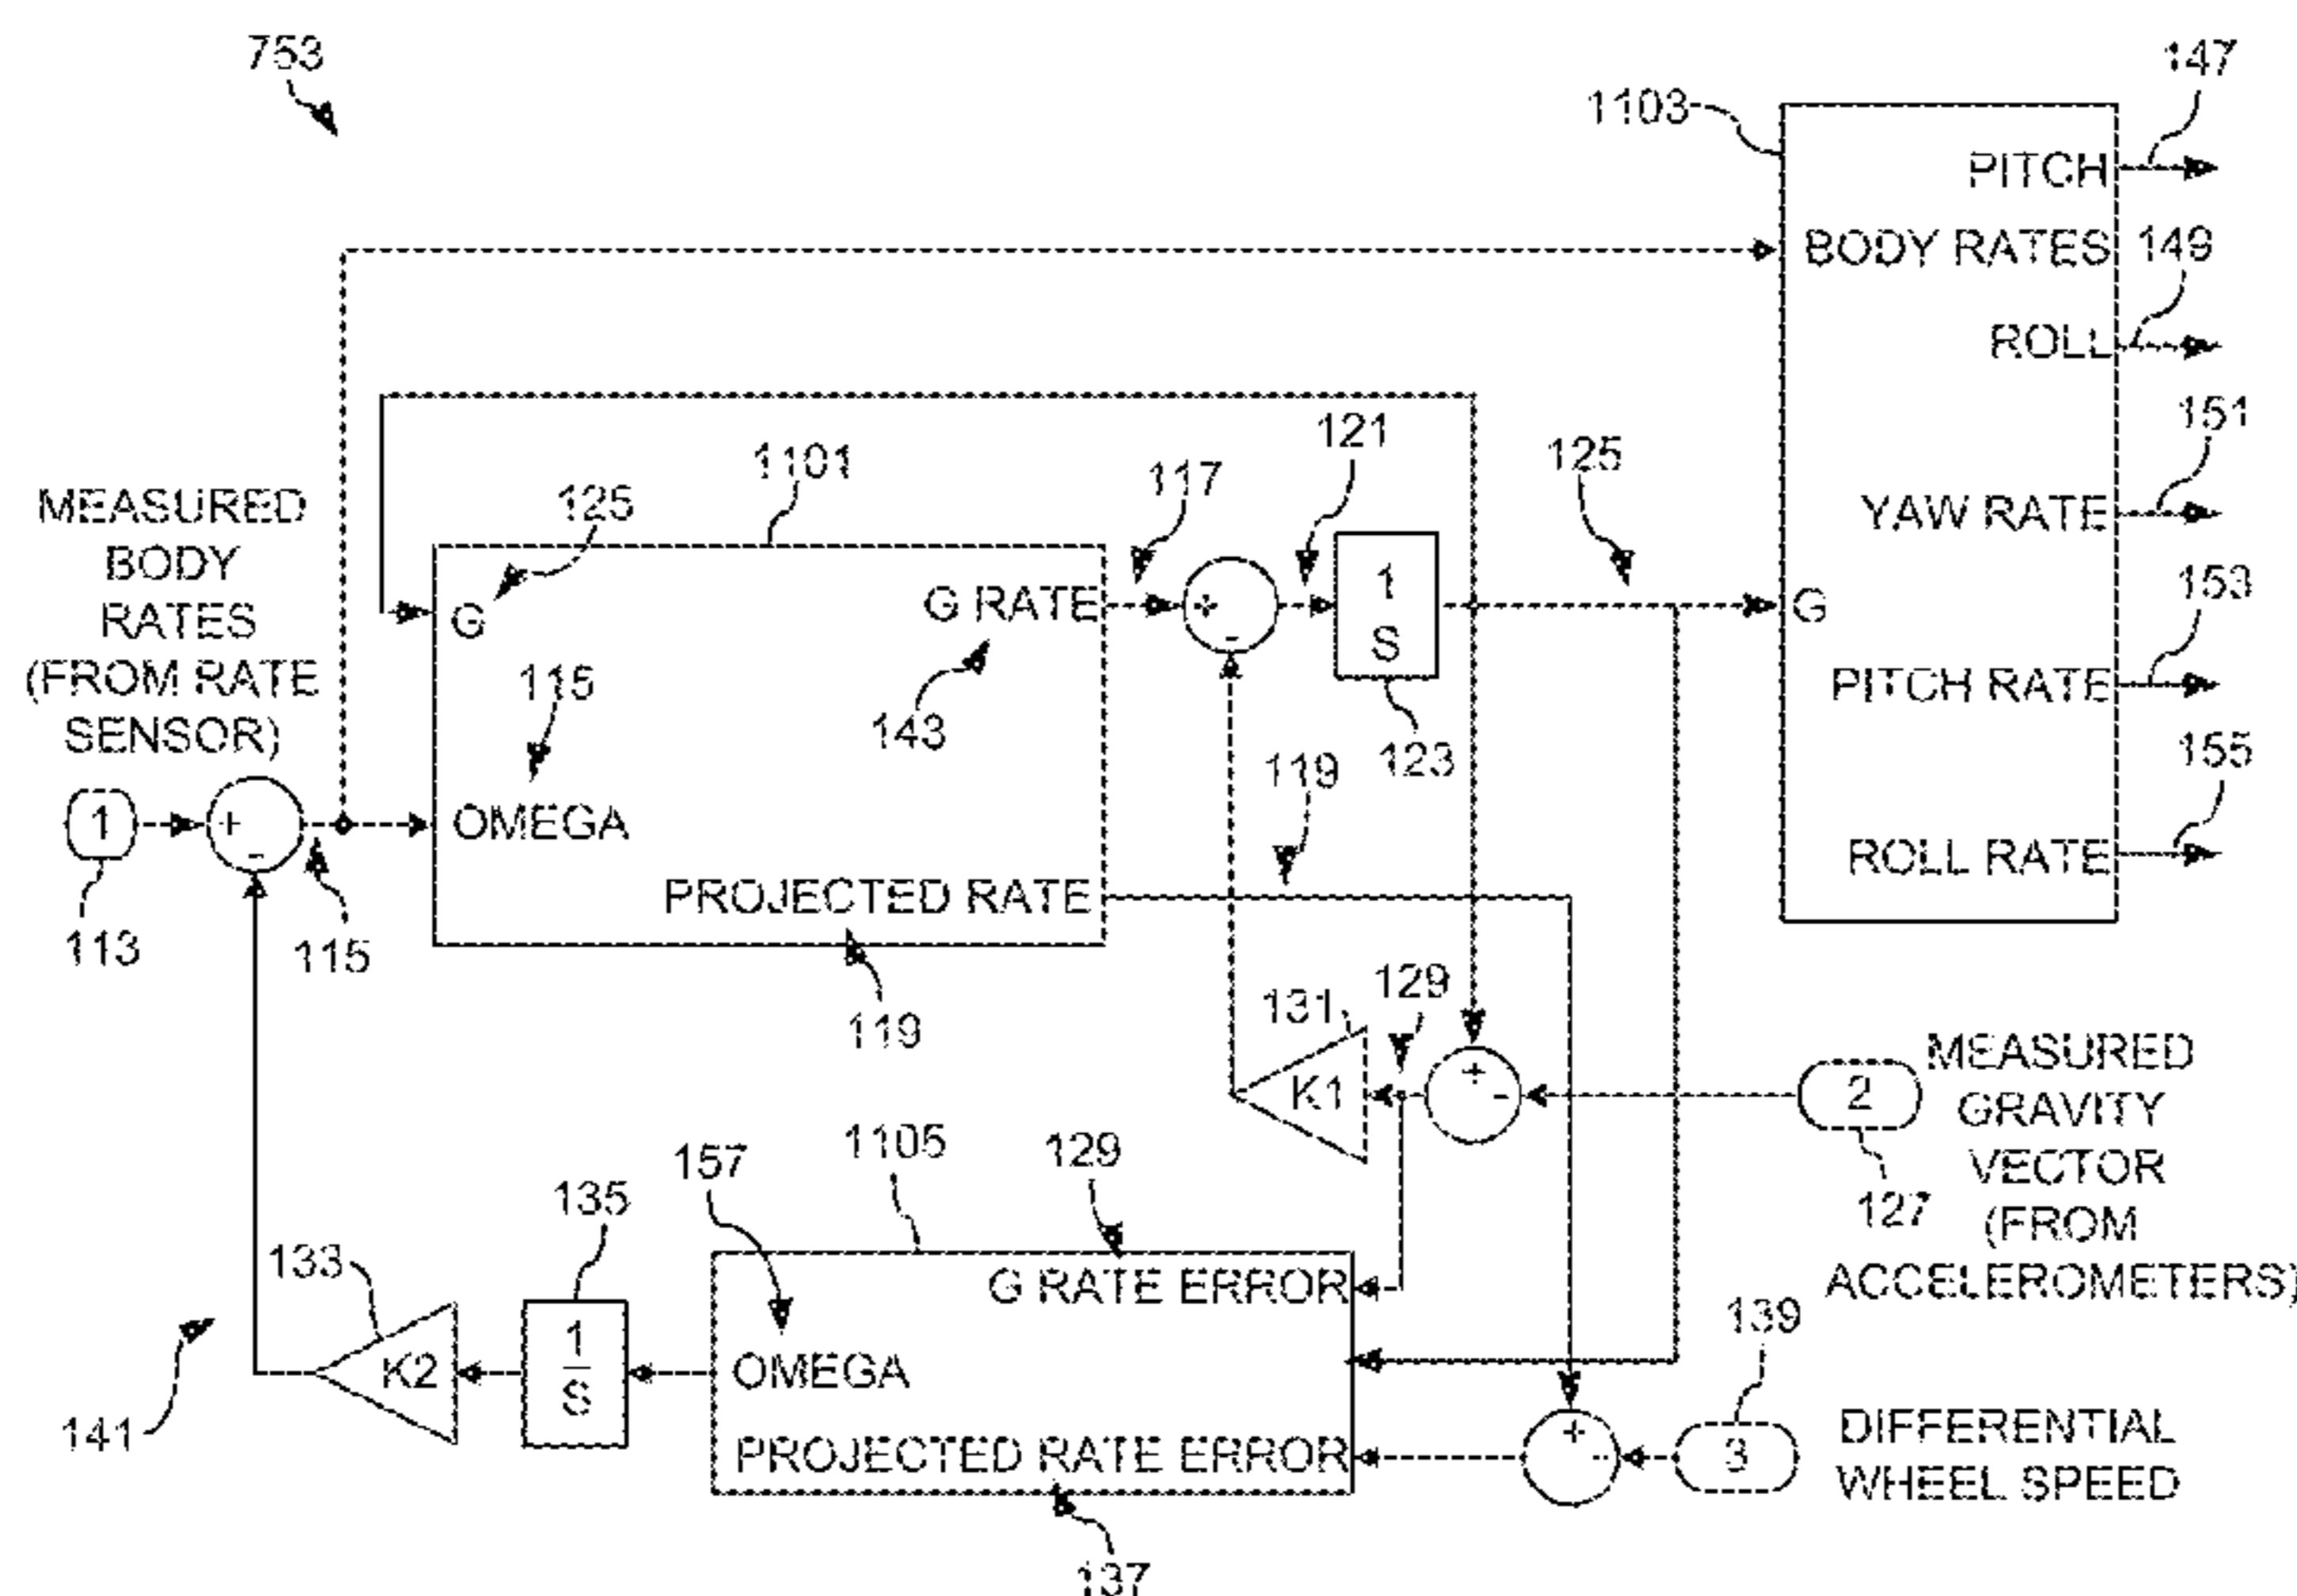 753
147
1103
PITCH
BODY RATES
149
ROLL
121
151
1101
117
125
MEASURED
BODY
RATES
(FROM RATE
SENSOR)
125
G RATE
1
S
YAW RATE
G
G
153
115
143
PITCH RATE
123
119
155
1
+
-
+
-
OMEGA
ROLL RATE
PROJECTED RATE
113
115
119
131
129
K1
+
-
2
MEASURED
GRAVITY
VECTOR
(FROM
ACCELEROMETERS)
127
1105
129
157
135
133
G RATE ERROR
139
K2
1
S
OMEGA
141
PROJECTED RATE ERROR
+
-
3
DIFFERENTIAL
WHEEL SPEED
137